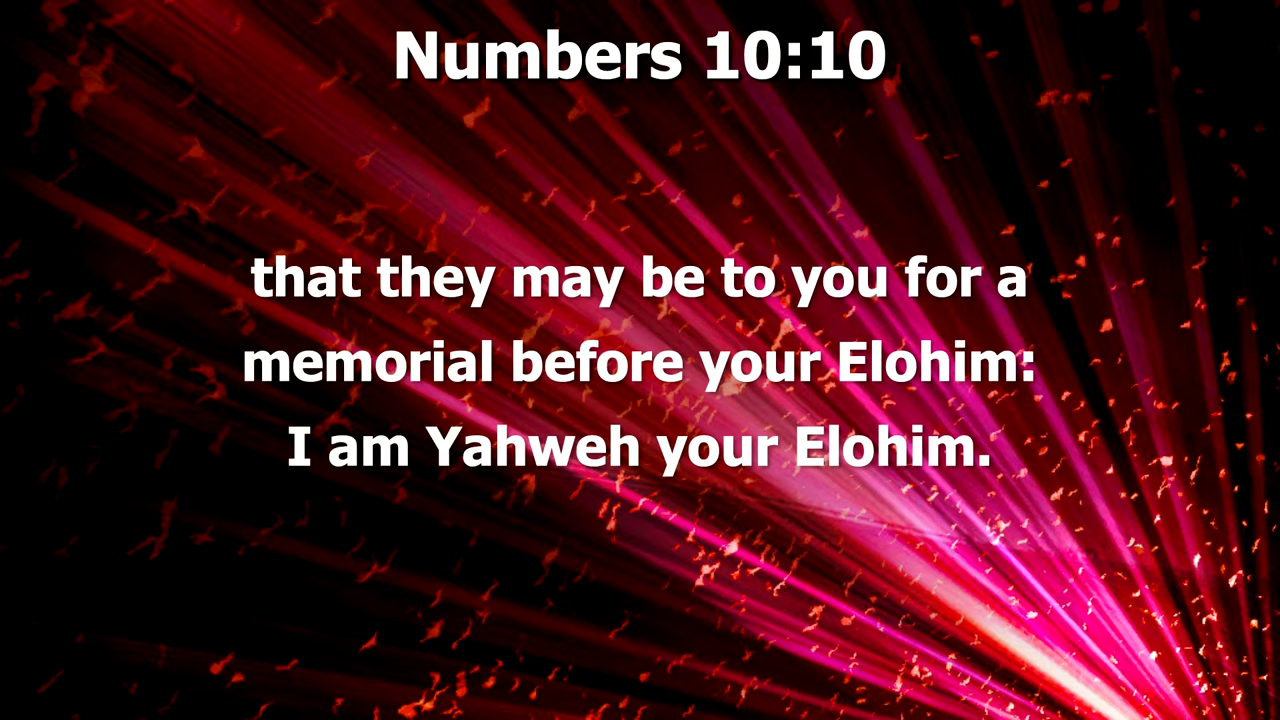 Numbers 10:10
that they may be to you for a
memorial before your Elohim:
I am Yahweh your Elohim.